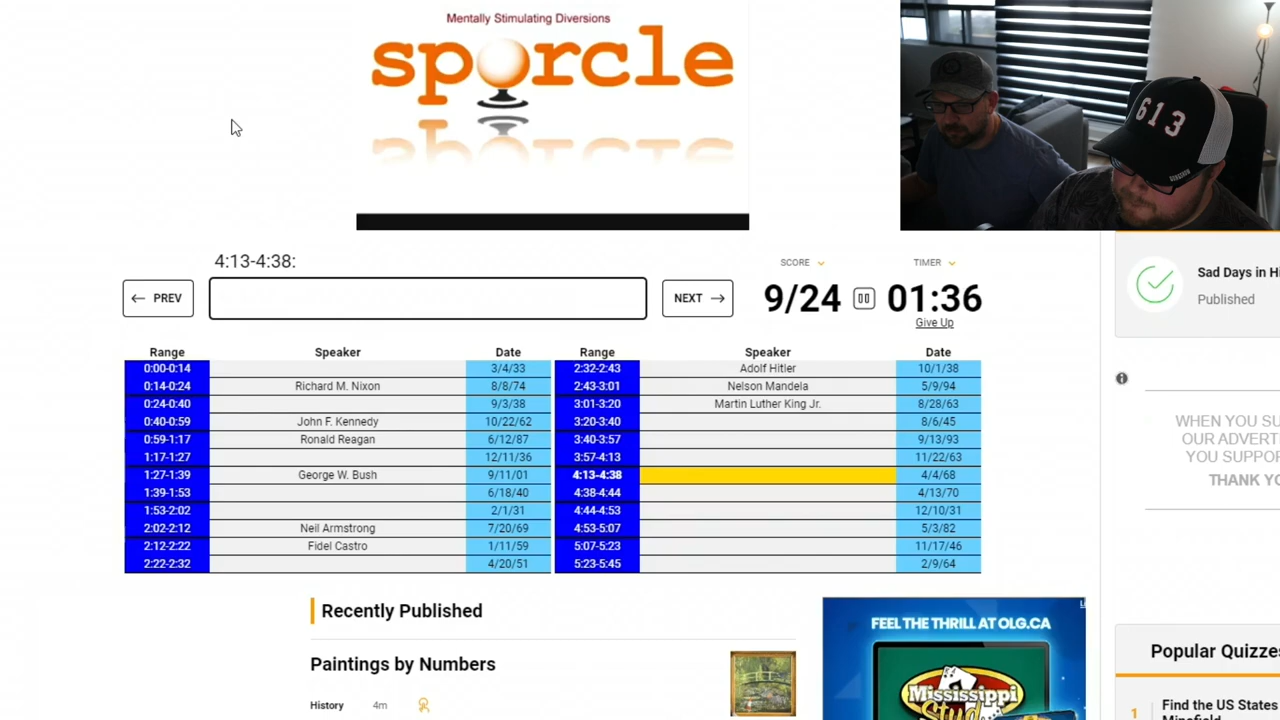 Mentally Stimulating Diversions
sporcle
613
4:13-4:38:
← PREV
NEXT →
SCORE
9/24
TIMER
01:36
Give Up
Range Speaker Date Range Speaker Date
0:00-0:14 3/4/33 2:32-2:43 Adolf Hitler 10/1/38
0:14-0:24 Richard M. Nixon 8/8/74 2:43-3:01 Nelson Mandela 5/9/94
0:24-0:40 9/3/38 3:01-3:20 Martin Luther King Jr. 8/28/63
0:40-0:59 John F. Kennedy 10/22/62 3:20-3:40 8/6/45
0:59-1:17 Ronald Reagan 6/12/87 3:40-3:57 9/13/93
1:17-1:27 12/11/36 3:57-4:13 11/22/63
1:27-1:39 George W. Bush 9/11/01 4:13-4:38 4/4/68
1:39-1:53 6/18/40 4:38-4:44 4/13/70
1:53-2:02 2/1/31 4:44-4:53 12/10/31
2:02-2:12 Neil Armstrong 7/20/69 4:53-5:07 5/3/82
2:12-2:22 Fidel Castro 1/11/59 5:07-5:23 11/17/46
2:22-2:32 4/20/51 5:23-5:45 2/9/64
Sad Days in Hi
Published
WHEN YOU SU
OUR ADVERTI
YOU SUPPOR
THANK YO
Recently Published
Paintings by Numbers
History 4m
FEEL THE THRILL AT OLG.CA
Mississippi
Stud
Popular Quizzes
1 Find the US States